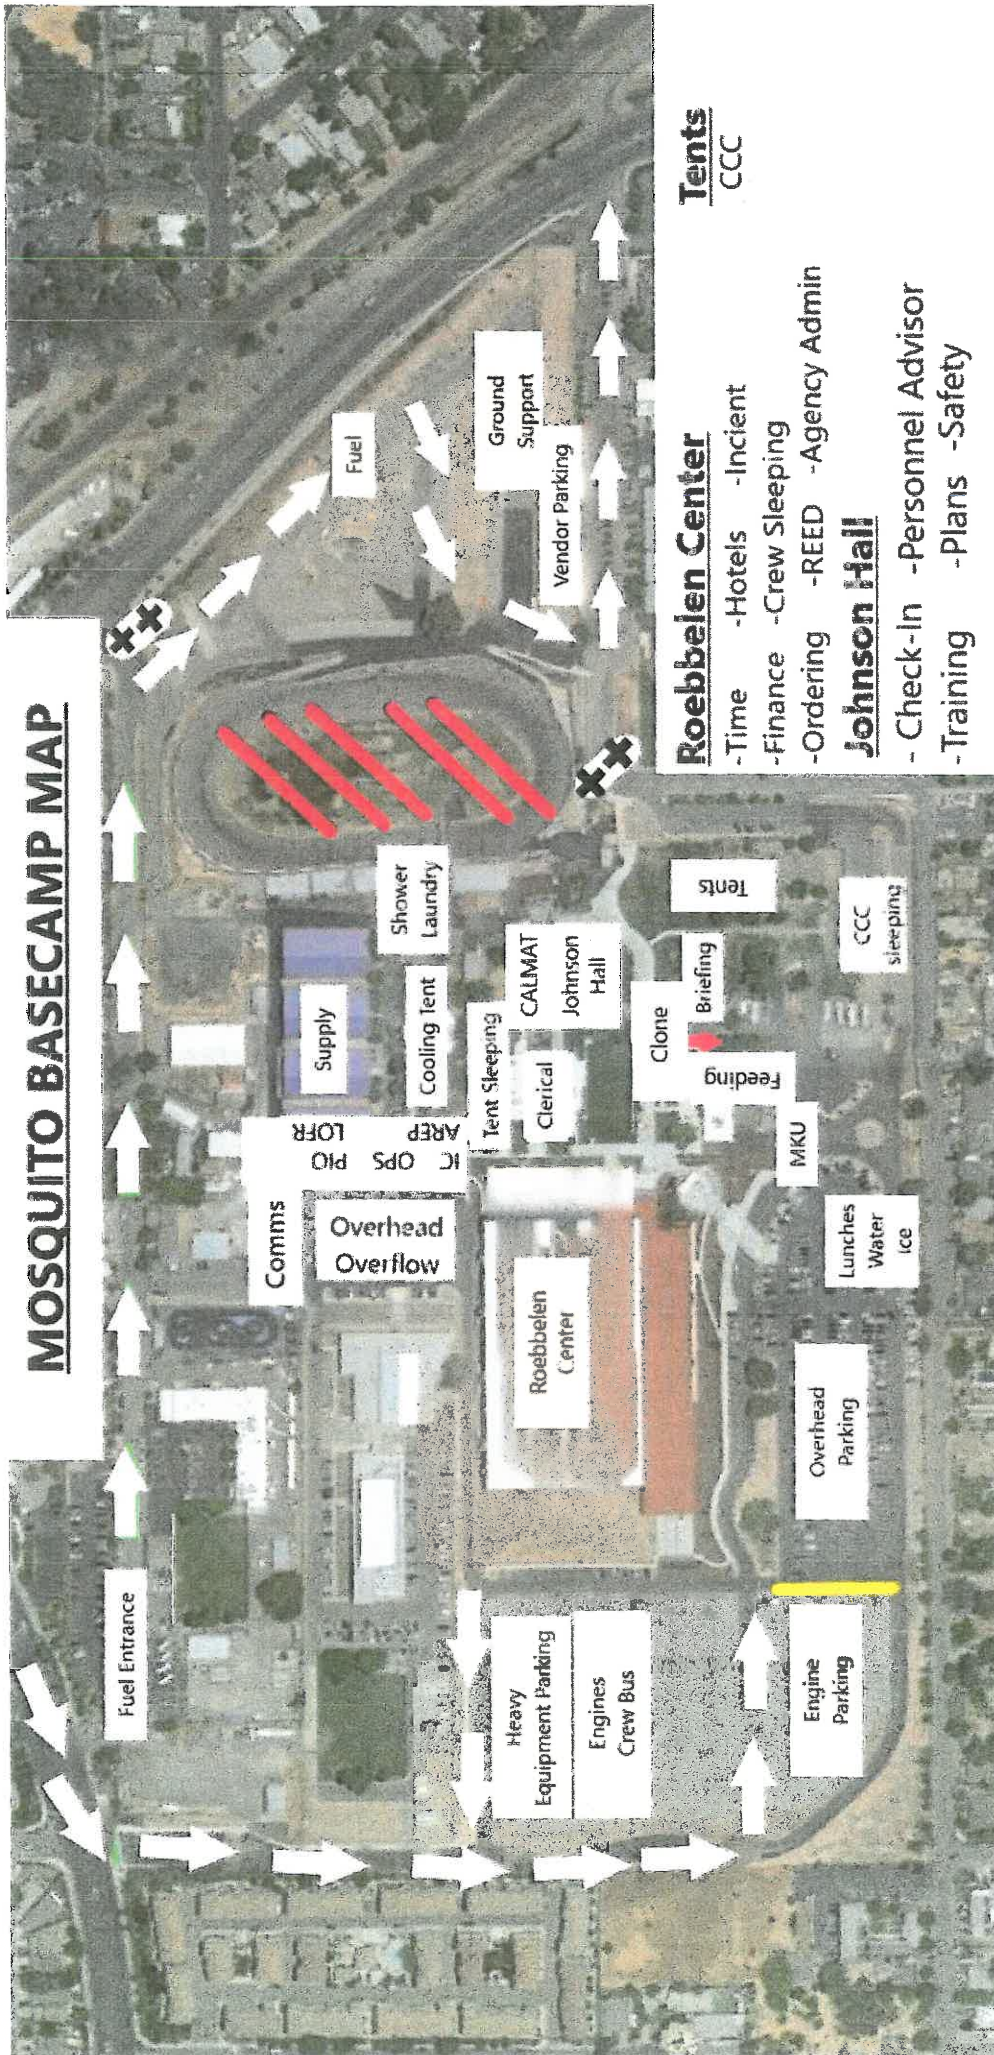 MOSQUITO BASECAMP MAP
Fuel Entrance
Comms
Overhead
Overflow
IC OPS PIO
AREP LOFR
Supply
Cooling Tent
Shower
Laundry
Tent Sleeping
Clerical
CALMAT
Johnson
Hall
Fuel
Ground
Support
Vendor Parking
Heavy
Equipment Parking
Engines
Crew Bus
Engine
Parking
Roebbelen
Center
Overhead
Parking
Lunches
Water
ice
MKU
Feeding
Clone
Briefing
Tents
CCC
sleeping
Roebbelen Center
-Time -Hotels -Incient
-Finance -Crew Sleeping
-Ordering -REED -Agency Admin
Johnson Hall
- Check-In -Personnel Advisor
- Training -Plans -Safety
Tents
CCC